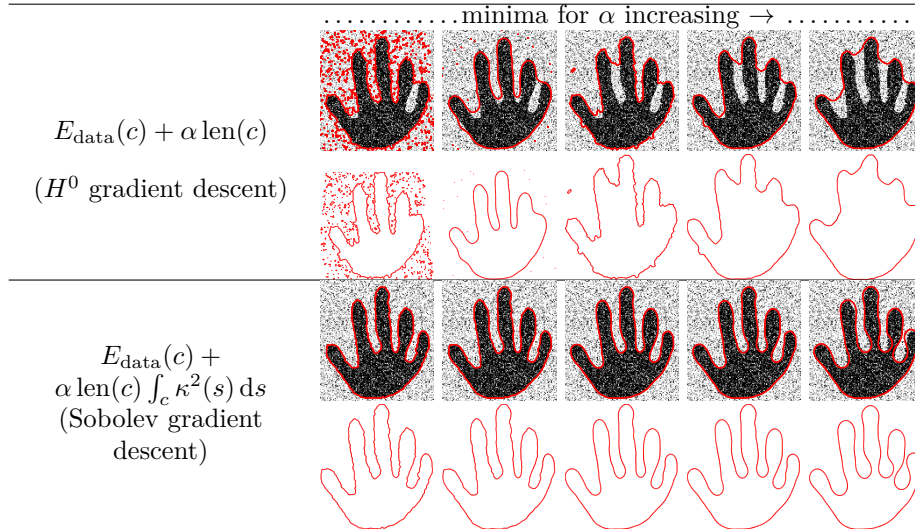 ............minima for α increasing → ............
E_data(c) + α len(c)
(H^0 gradient descent)
E_data(c) +
α len(c) ∫_c κ^2(s) ds
(Sobolev gradient
descent)